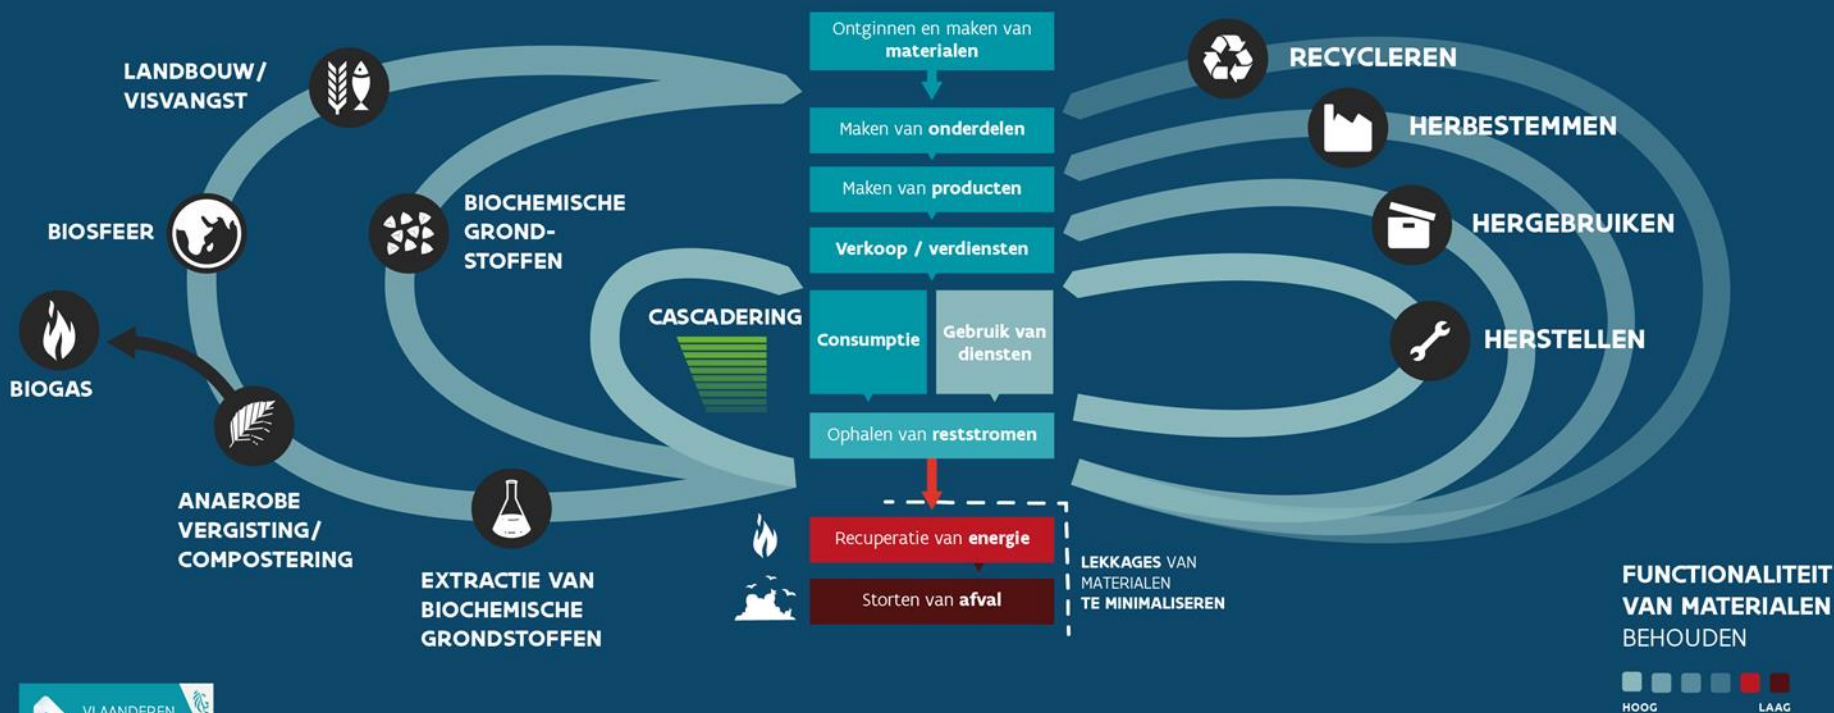 LANDBOUW/
VISVANGST
BIOSFEER
BIOGAS
BIOCHEMISCHE
GROND-
STOFFEN
CASCADERING
ANAEROBE
VERGISTING/
COMPOSTERING
EXTRACTIE VAN
BIOCHEMISCHE
GRONDSTOFFEN
Ontginnen en maken van
materialen
Maken van onderdelen
Maken van producten
Verkoop / verdiensten
Consumptie
Gebruik van
diensten
Ophalen van reststromen
Recuperatie van energie
Storten van afval
LEKKAGES VAN
MATERIALEN
TE MINIMALISEREN
RECYCLEREN
HERBESTEMMEN
HERGEBRUIKEN
HERSTELLEN
FUNCTIONALITEIT
VAN MATERIALEN
BEHOUDEN
HOOG
LAAG
VLAANDEREN